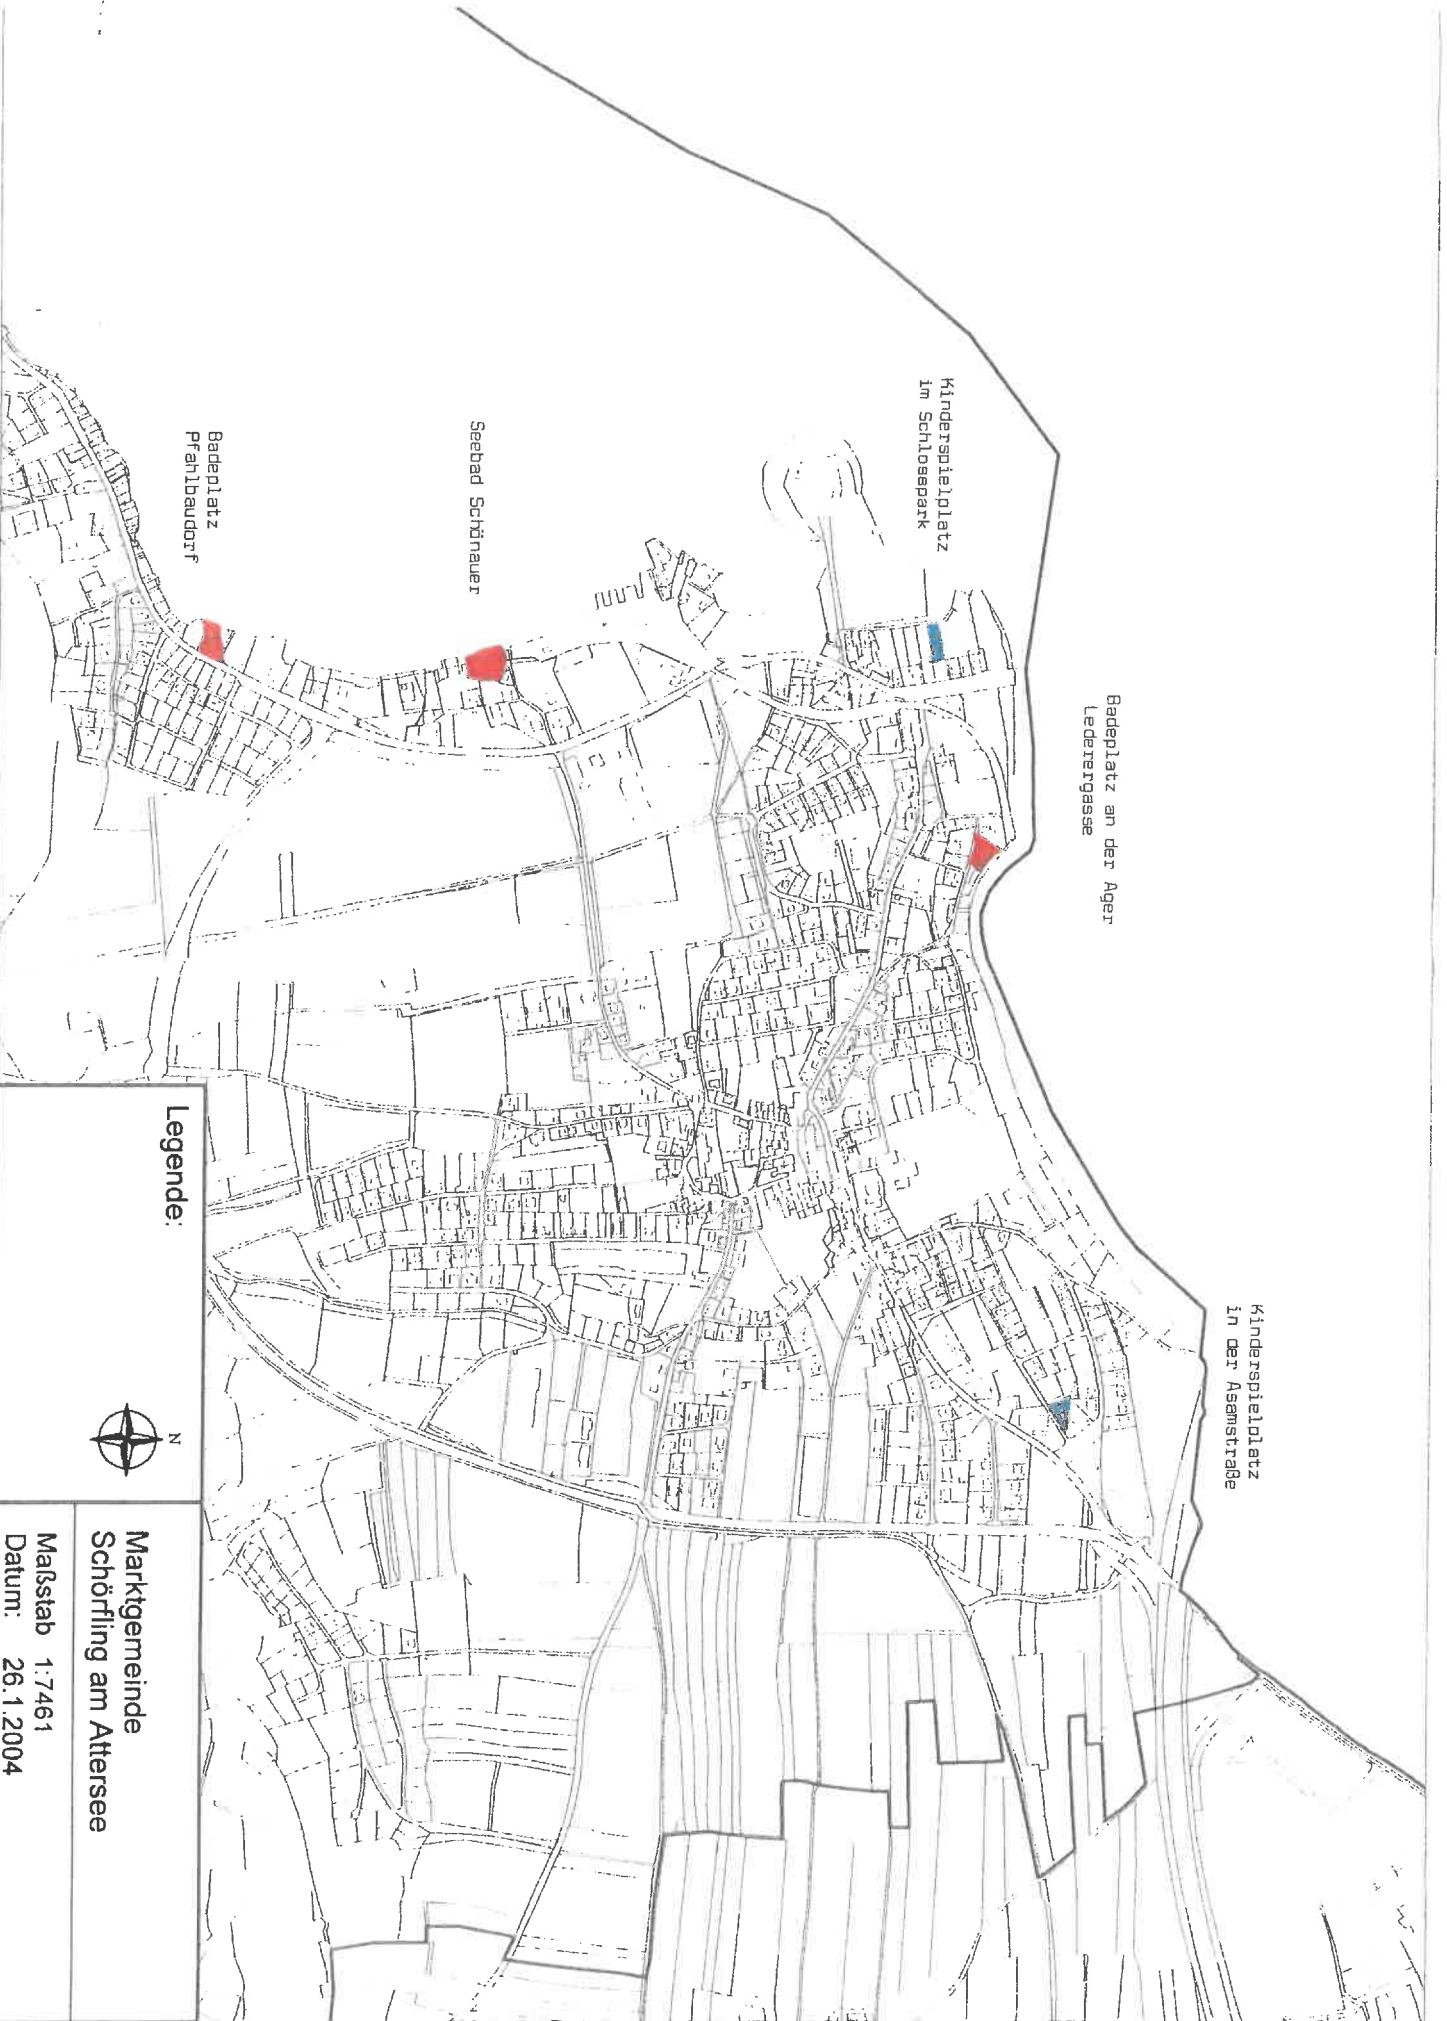 Kinderspielplatz
in der Asamstraße
Badeplatz an der Ager
Lederergasse
Kinderspielplatz
im Schlosspark
Seebad Schönauer
Badeplatz
Pfahlbaudorf
Legende:
N
Marktgemeinde
Schörfling am Attersee
Maßstab 1:7461
Datum: 26.1.2004